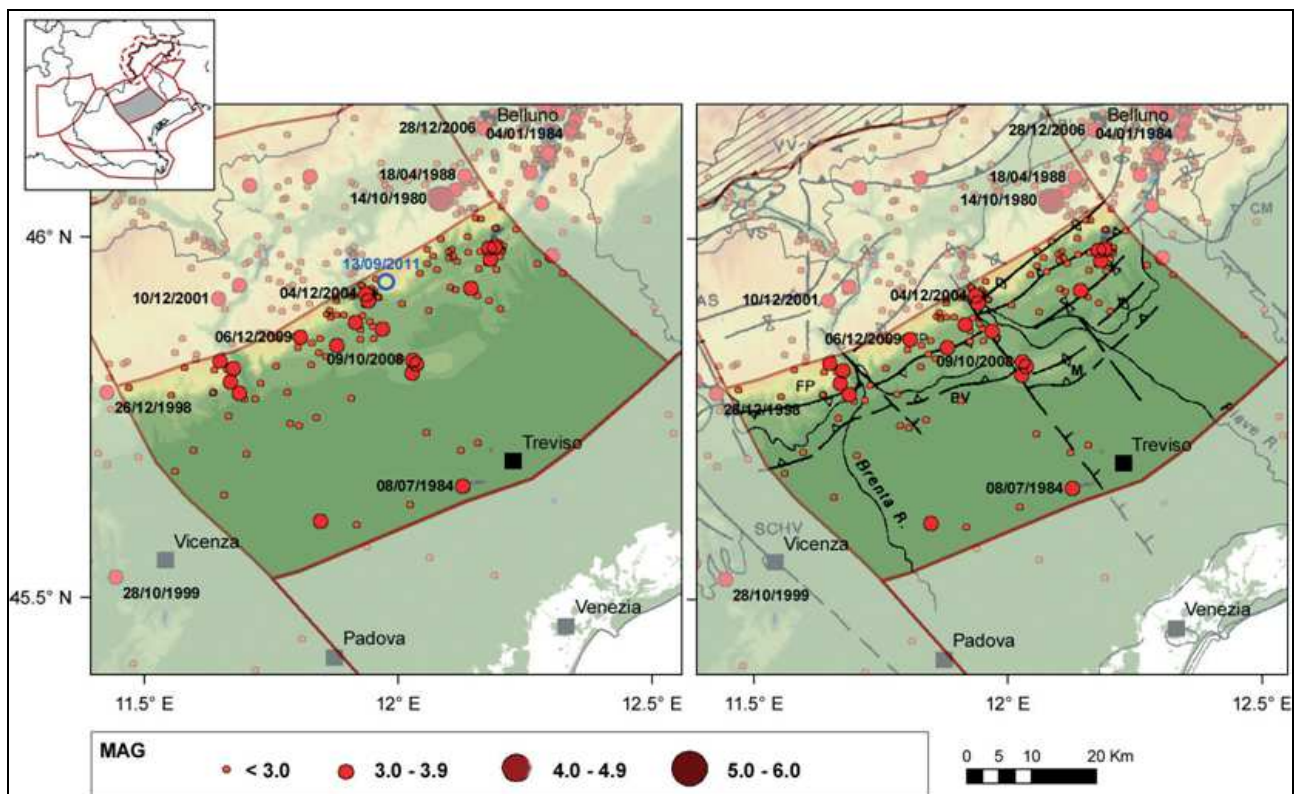 Belluno
28/12/2006
04/01/1984
18/04/1988
14/10/1980
46° N
13/09/2011
10/12/2001
04/12/2004
06/12/2009
09/10/2008
26/12/1998
Treviso
08/07/1984
Vicenza
45.5° N
28/10/1999
Venezia
Padova
11.5° E
12° E
12.5° E
Belluno
28/12/2006
04/01/1984
VV
18/04/1988
14/10/1980
CM
VS
10/12/2001
AS
04/12/2004
06/12/2009
09/10/2008
M
FP
BV
26/12/1998
Piave R.
Treviso
Brenta R.
08/07/1984
SCHV
Vicenza
28/10/1999
Venezia
Padova
11.5° E
12° E
12.5° E
MAG
< 3.0
3.0 - 3.9
4.0 - 4.9
5.0 - 6.0
0 5 10 20 Km